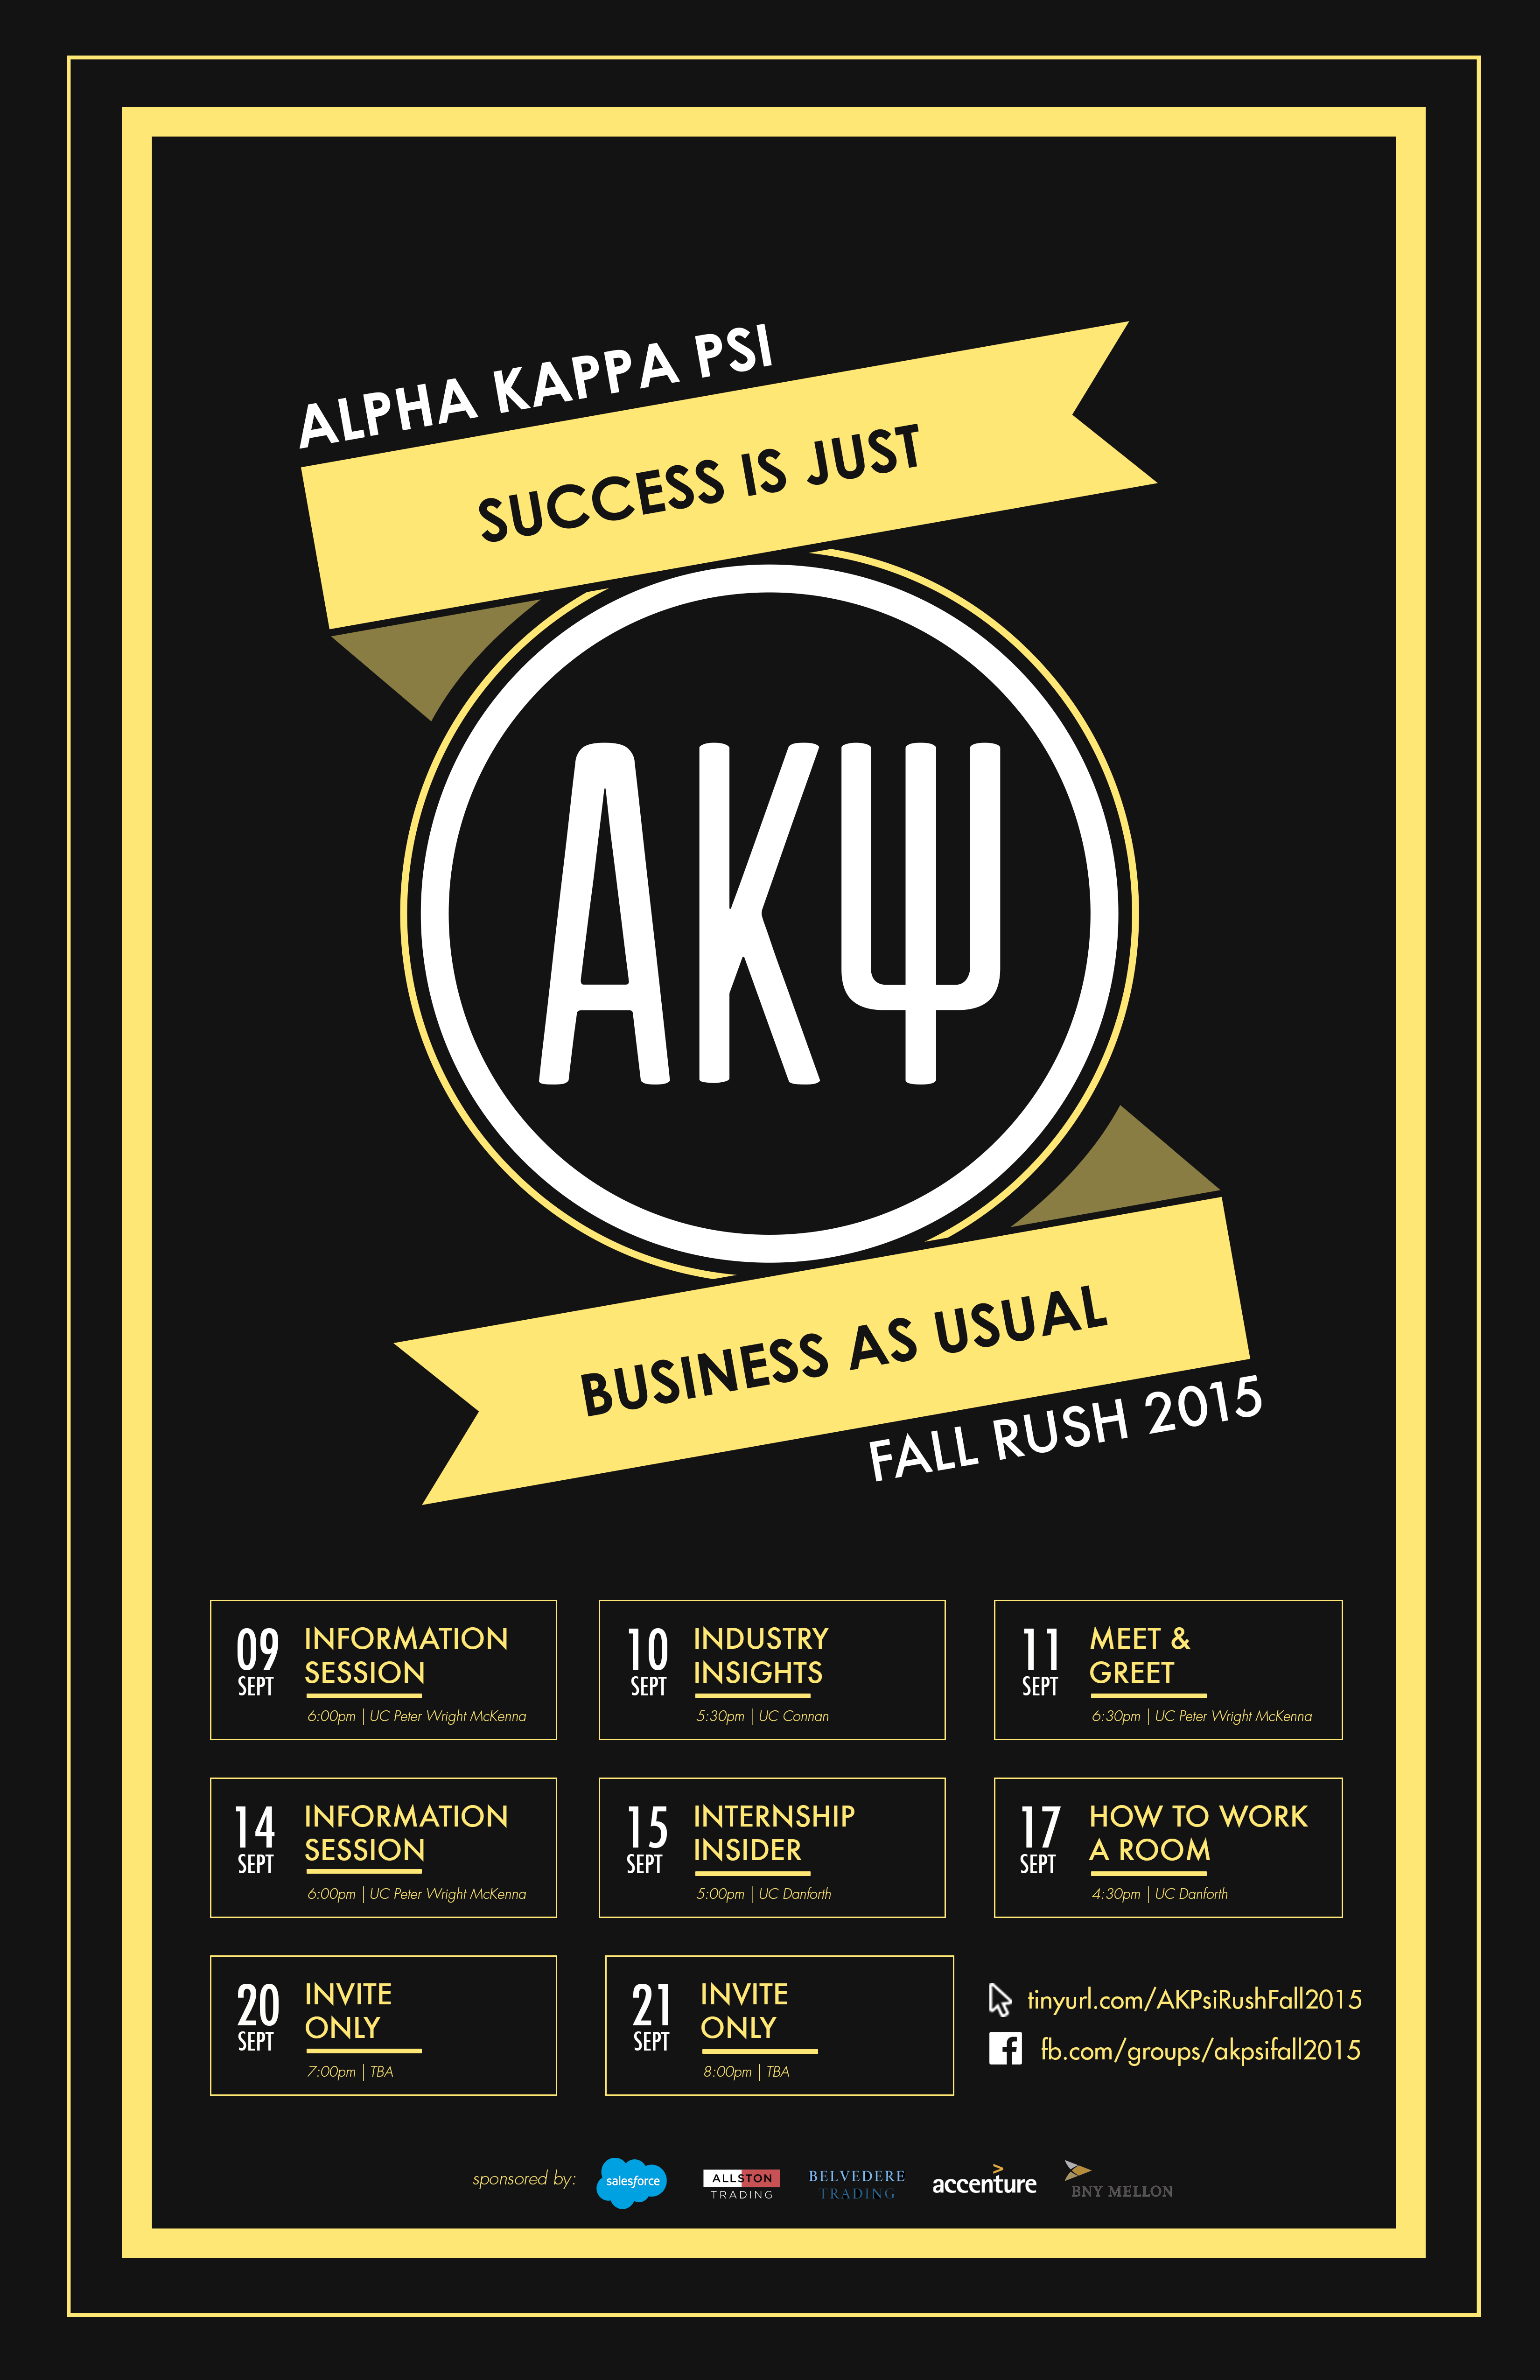 ALPHA KAPPA PSI
SUCCESS IS JUST
ΑΚΨ
BUSINESS AS USUAL
FALL RUSH 2015
09 SEPT
INFORMATION
SESSION
6:00pm | UC Peter Wright McKenna
10 SEPT
INDUSTRY
INSIGHTS
5:30pm | UC Connan
11 SEPT
MEET &
GREET
6:30pm | UC Peter Wright McKenna
14 SEPT
INFORMATION
SESSION
6:00pm | UC Peter Wright McKenna
15 SEPT
INTERNSHIP
INSIDER
5:00pm | UC Danforth
17 SEPT
HOW TO WORK
A ROOM
4:30pm | UC Danforth
20 SEPT
INVITE
ONLY
7:00pm | TBA
21 SEPT
INVITE
ONLY
8:00pm | TBA
tinyurl.com/AKPsiRushFall2015
fb.com/groups/akpsifall2015
sponsored by:
salesforce
ALLSTON
TRADING
BELVEDERE
TRADING
accenture
BNY MELLON